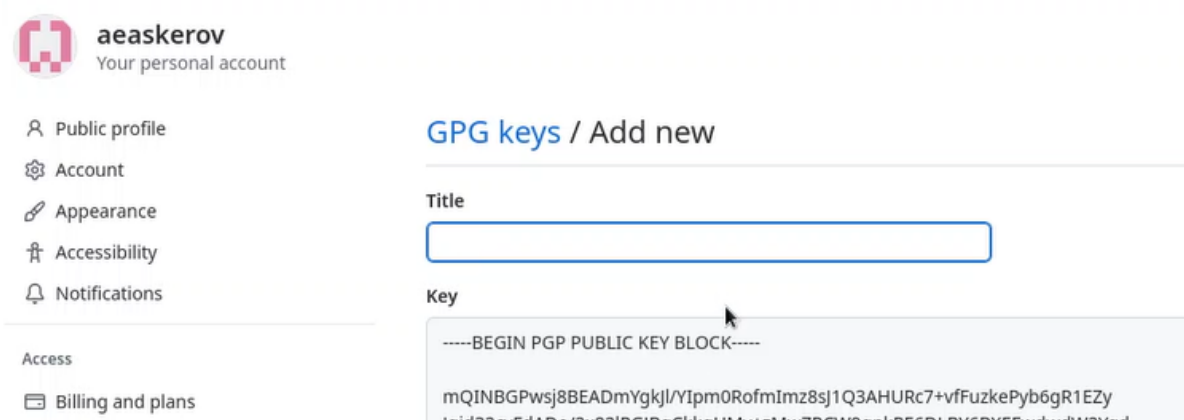 aeaskerov
Your personal account
Public profile
Account
Appearance
Accessibility
Notifications
Access
Billing and plans
GPG keys / Add new
Title
Key
-----BEGIN PGP PUBLIC KEY BLOCK-----
mQINBGPwsj8BEADmYgkJl/YIpm0RofmImz8sJ1Q3AHURc7+vfFuzkePyb6gR1EZy